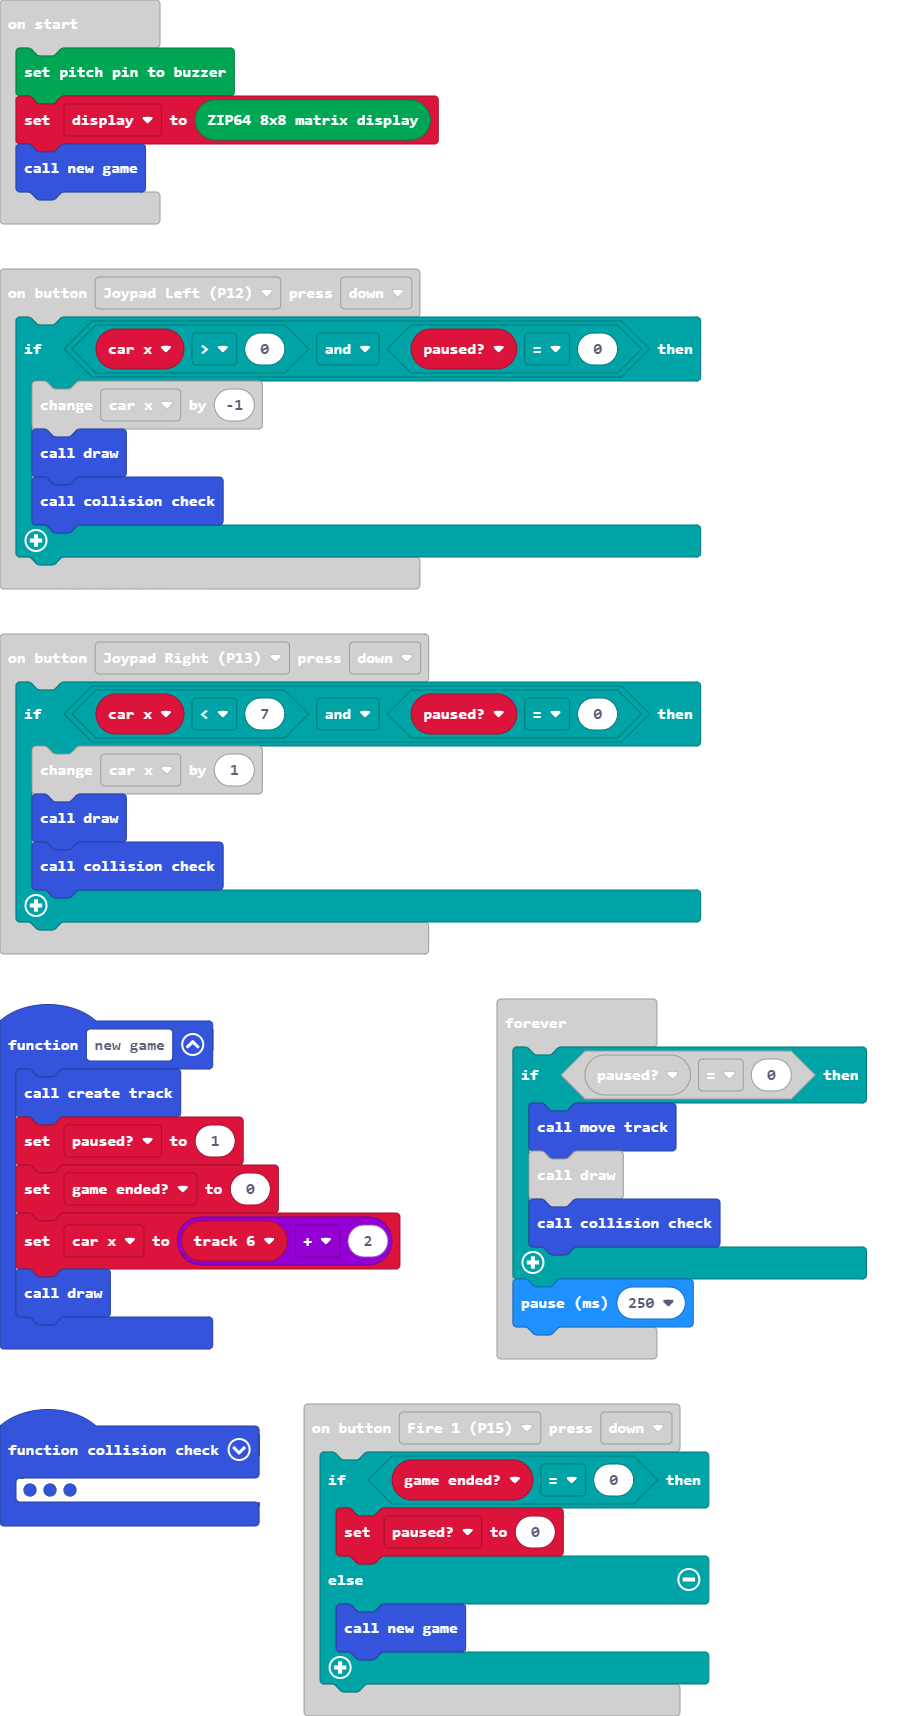 on start
set pitch pin to buzzer
set display to ZIP64 8x8 matrix display
call new game
on button Joypad Left (P12) press down
if car x > 0 and paused? = 0 then
change car x by -1
call draw
call collision check
on button Joypad Right (P13) press down
if car x < 7 and paused? = 0 then
change car x by 1
call draw
call collision check
function new game
call create track
set paused? to 1
set game ended? to 0
set car x to track 6 + 2
call draw
forever
if paused? = 0 then
call move track
call draw
call collision check
pause (ms) 250
function collision check
on button Fire 1 (P15) press down
if game ended? = 0 then
set paused? to 0
else
call new game